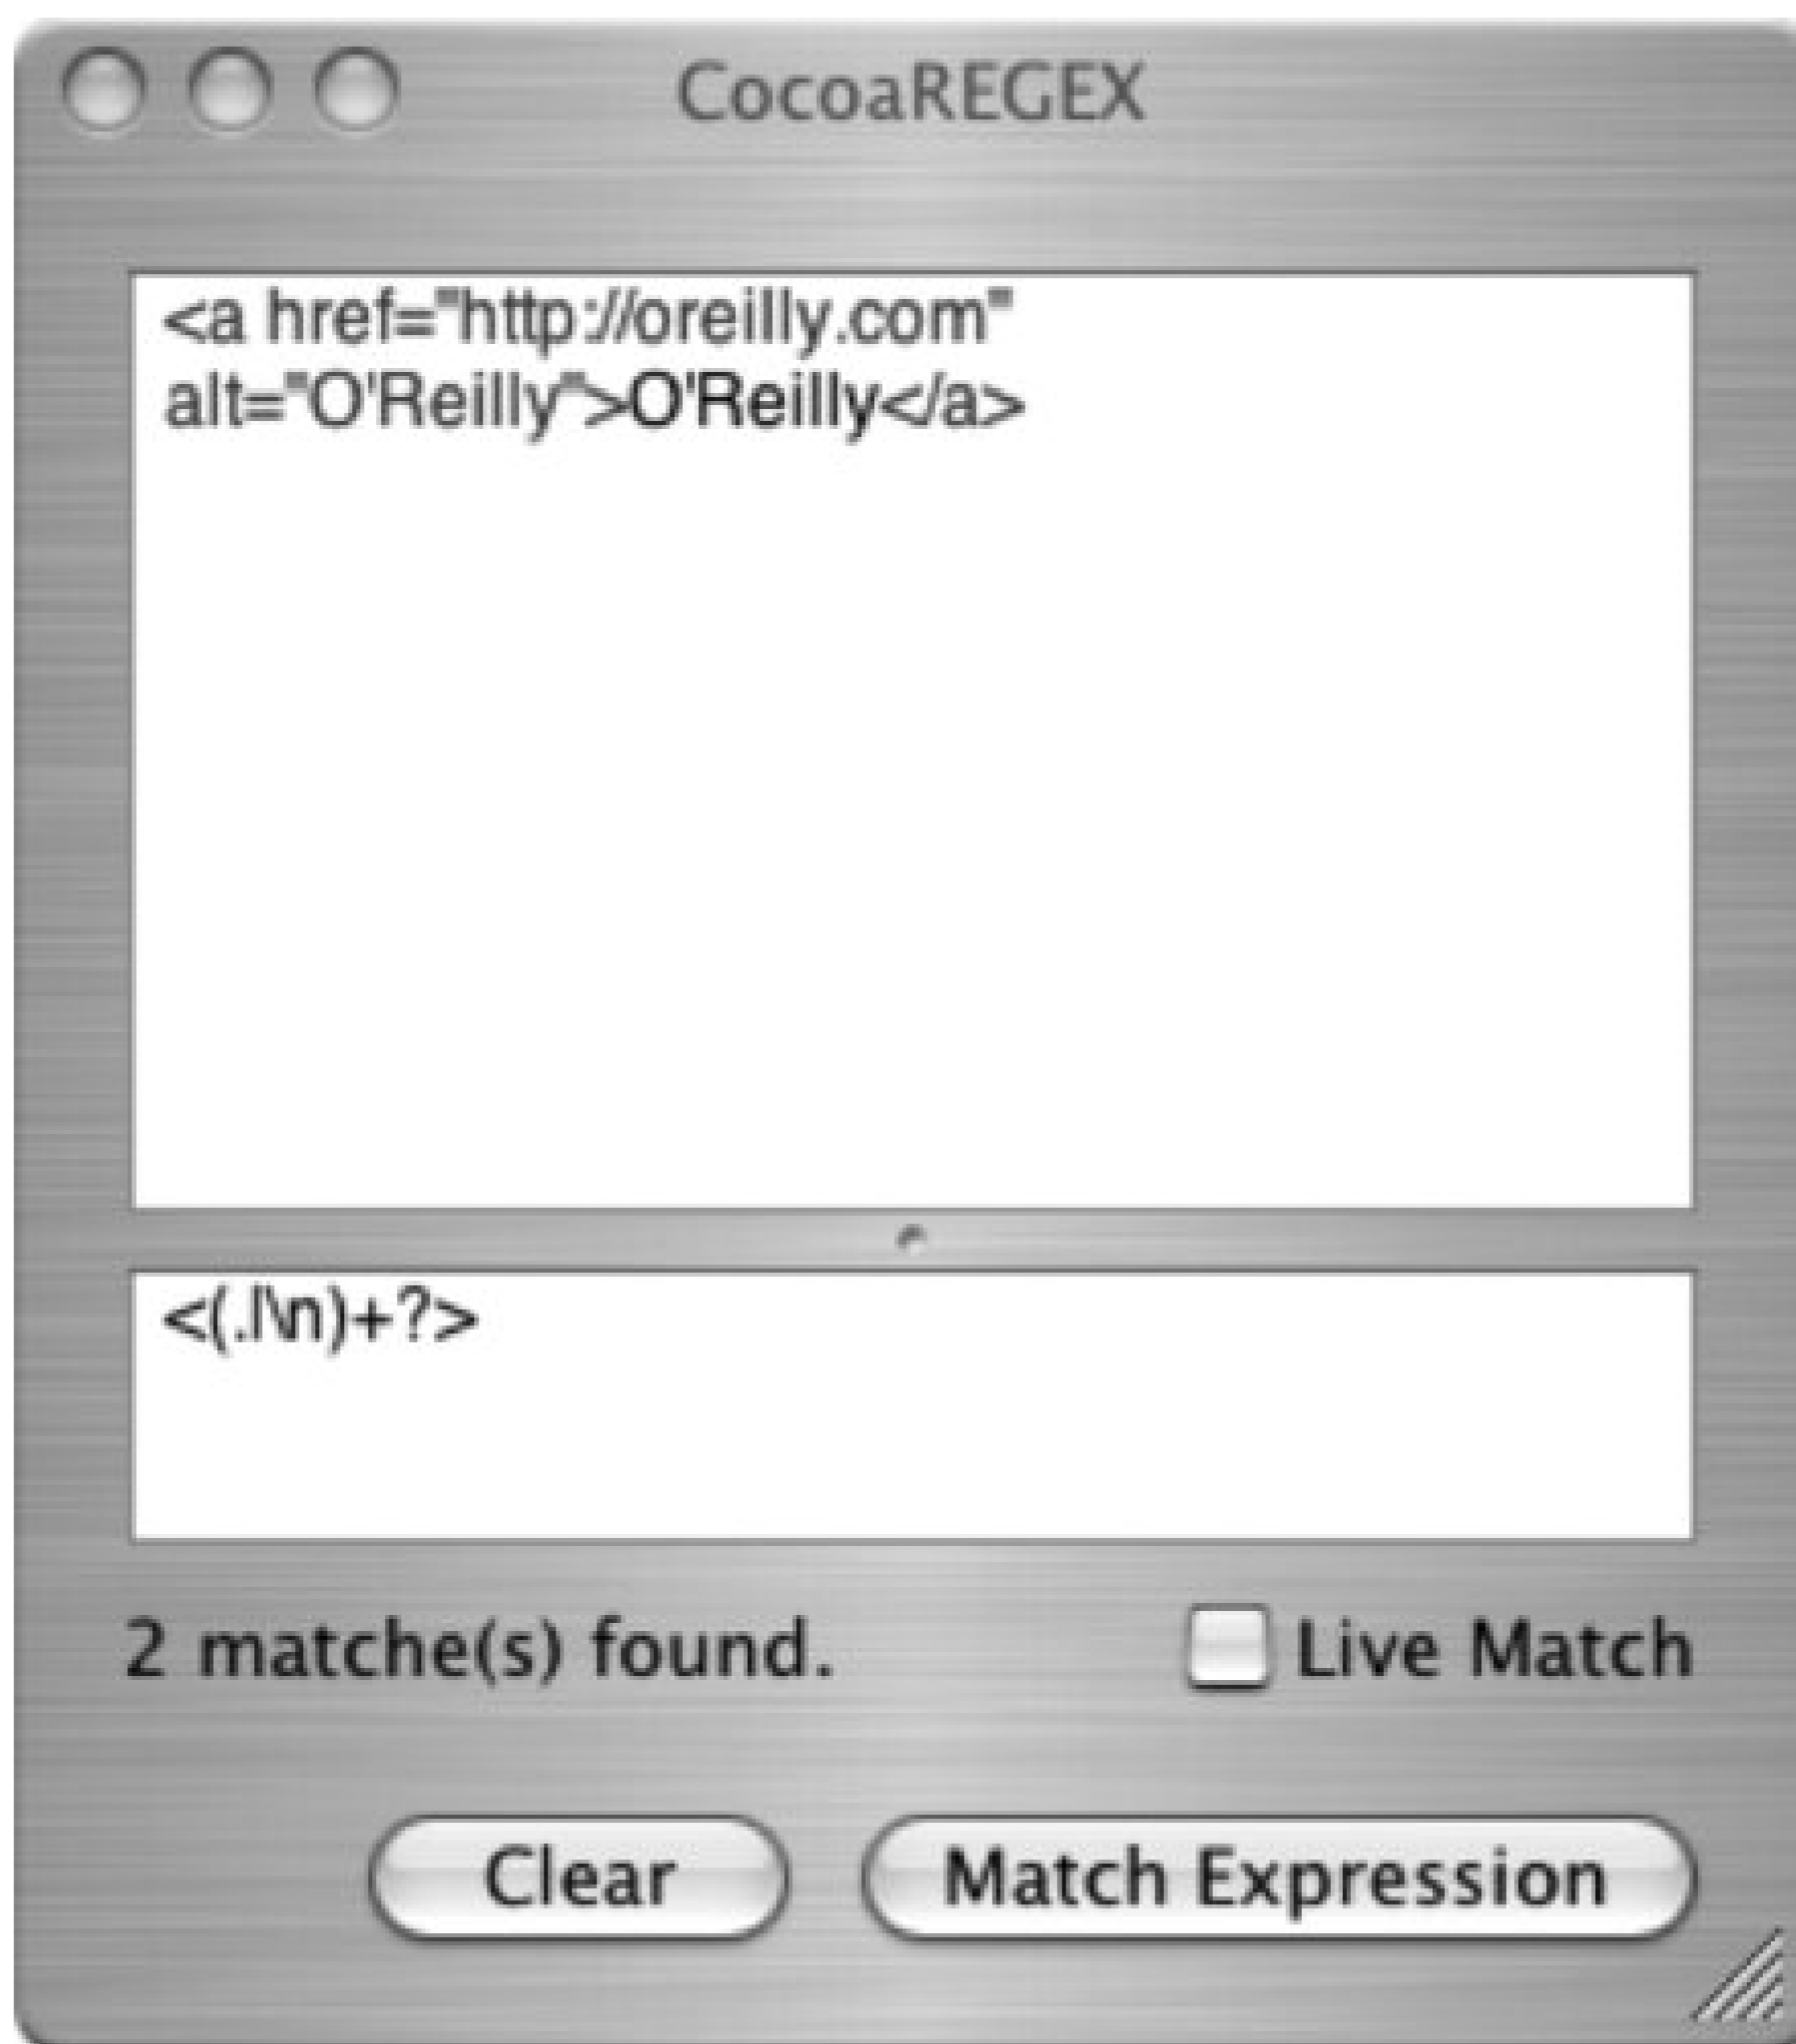 CocoaREGEX
<a href="http://oreilly.com"
alt="O'Reilly">O'Reilly</a>
<(.|\n)+?>
2 matche(s) found.
Live Match
Clear
Match Expression